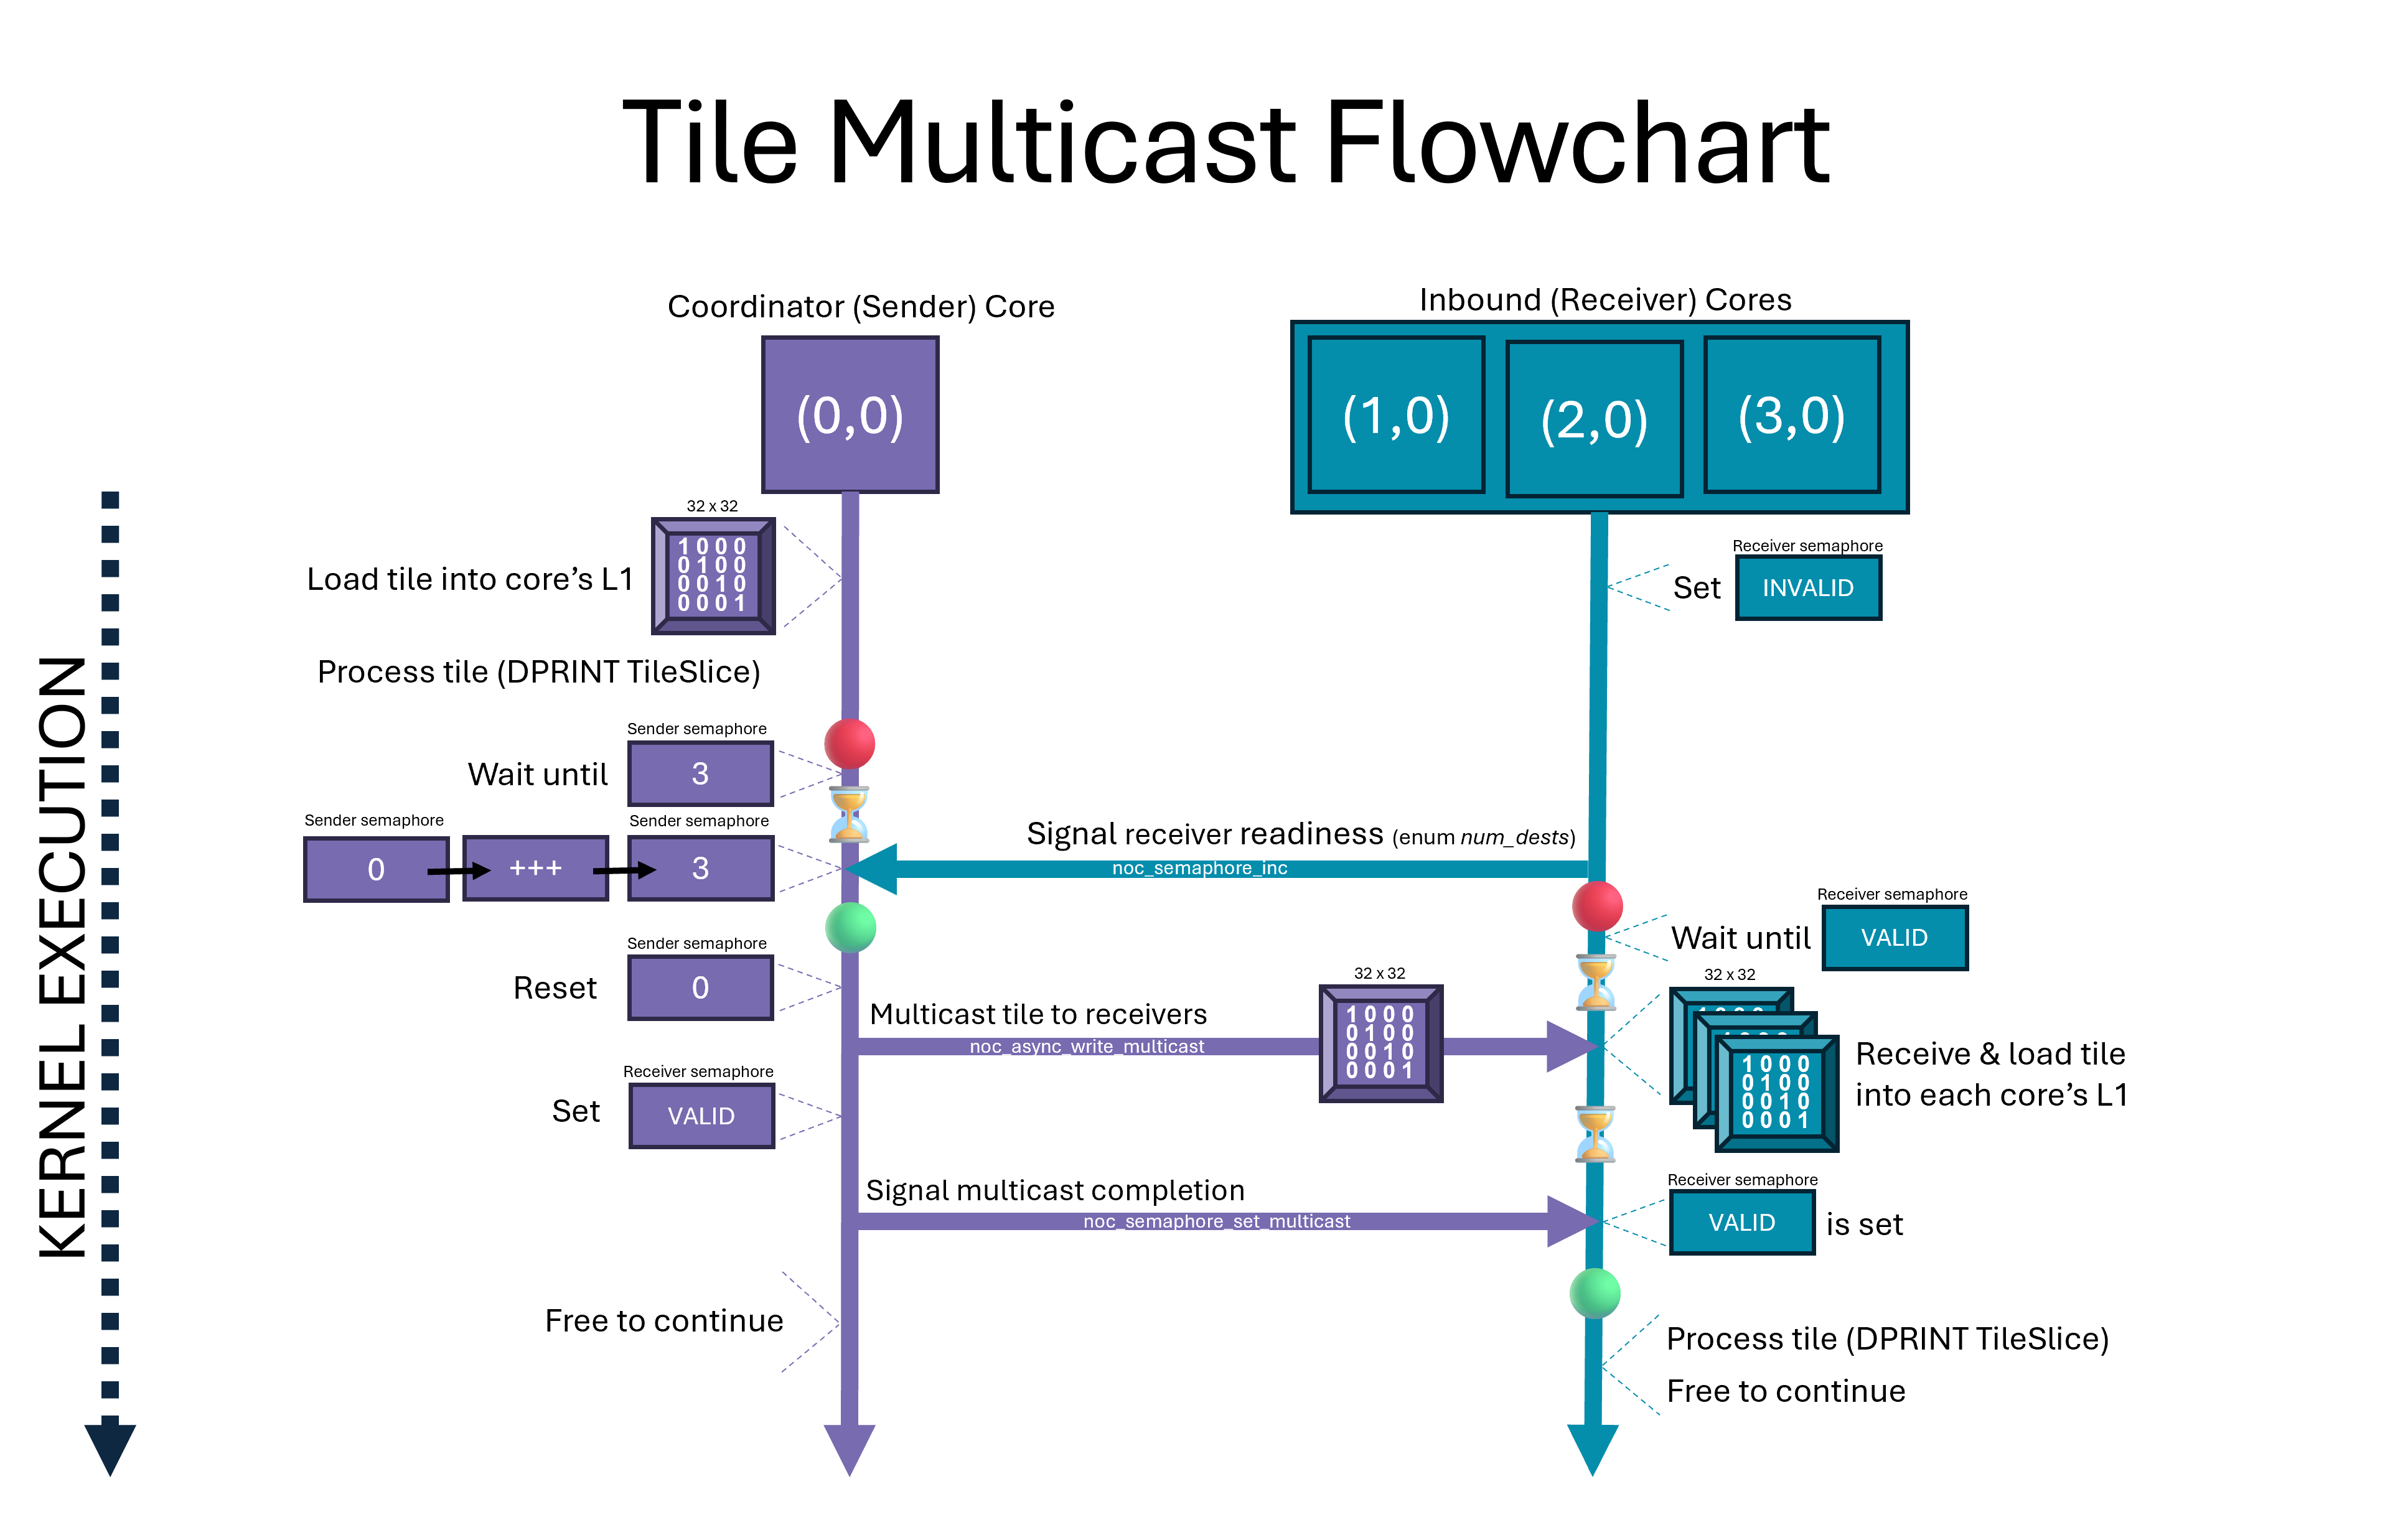 Tile Multicast Flowchart
Coordinator (Sender) Core
Inbound (Receiver) Cores
(0,0)
(1,0)
(2,0)
(3,0)
KERNEL EXECUTION
32 x 32
1 0 0 0
0 1 0 0
0 0 1 0
0 0 0 1
Load tile into core’s L1
Receiver semaphore
Set
INVALID
Process tile (DPRINT TileSlice)
Sender semaphore
Wait until
3
Sender semaphore
0
+++
Sender semaphore
3
Signal receiver readiness (enum num_dests)
noc_semaphore_inc
Receiver semaphore
Wait until
VALID
Sender semaphore
Reset
0
Multicast tile to receivers
noc_async_write_multicast
32 x 32
1 0 0 0
0 1 0 0
0 0 1 0
0 0 0 1
32 x 32
1 0 0 0
0 1 0 0
0 0 1 0
0 0 0 1
Receive & load tile
into each core’s L1
Receiver semaphore
Set
VALID
Signal multicast completion
noc_semaphore_set_multicast
Receiver semaphore
VALID
is set
Free to continue
Process tile (DPRINT TileSlice)
Free to continue